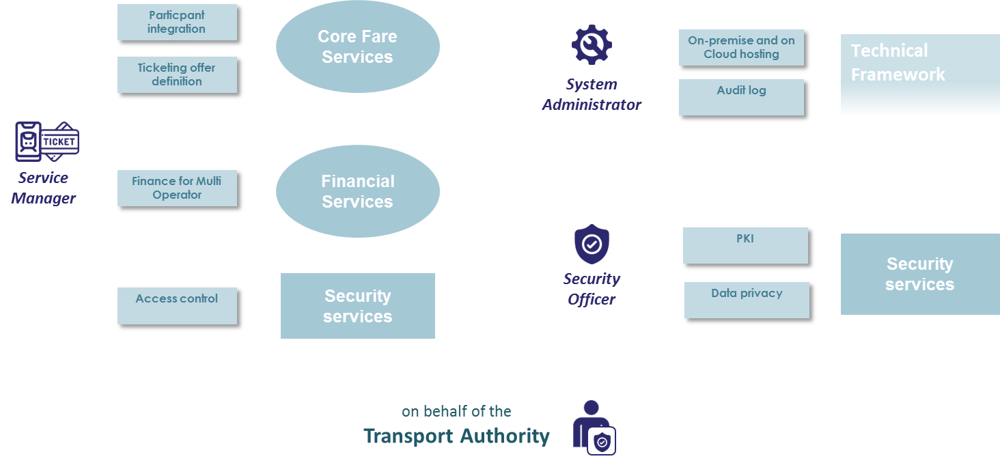 Particpant
integration
Core Fare
Services
Ticketing offer
definition
TICKET
Service
Manager
Finance for Multi
Operator
Financial
Services
Access control
Security
services
System
Administrator
On-premise and on
Cloud hosting
Audit log
Technical
Framework
Security
Officer
PKI
Data privacy
Security
services
on behalf of the
Transport Authority